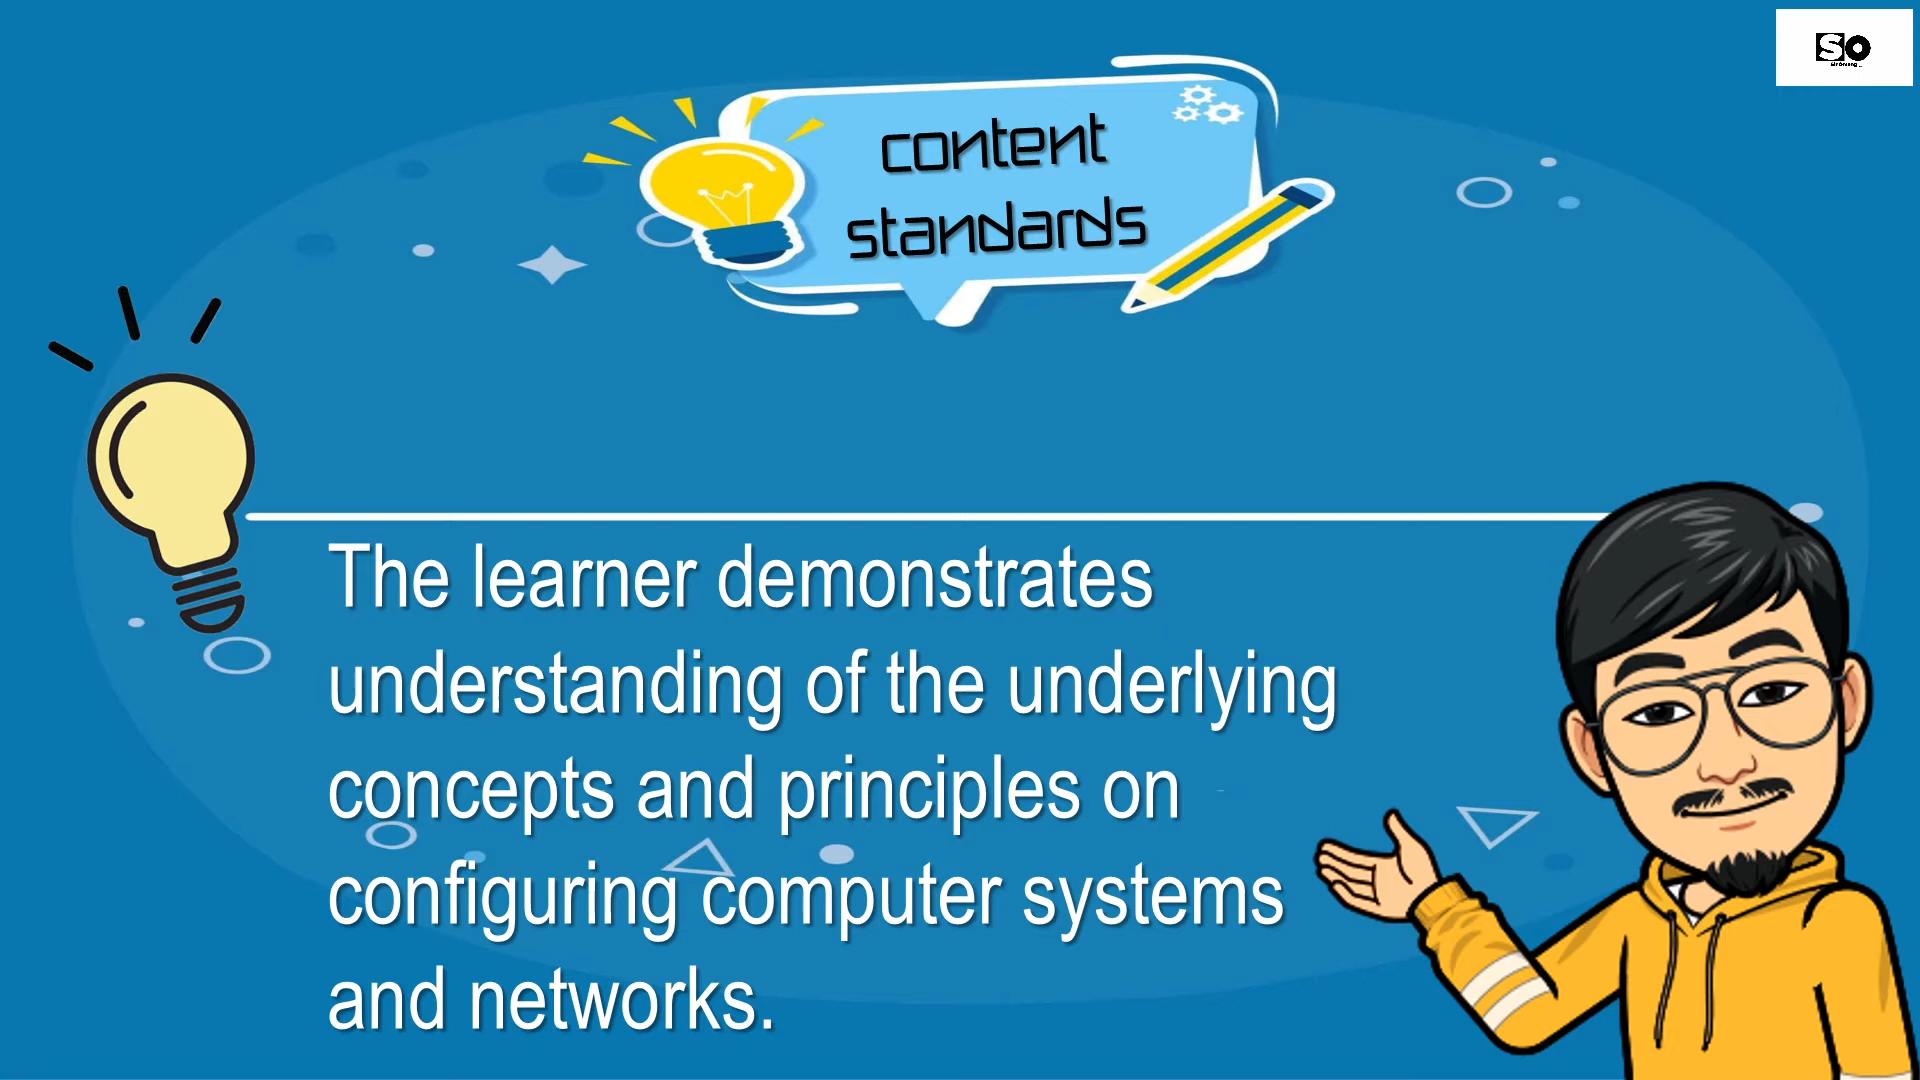 SO
content
standards
The learner demonstrates
understanding of the underlying
concepts and principles on
configuring computer systems
and networks.